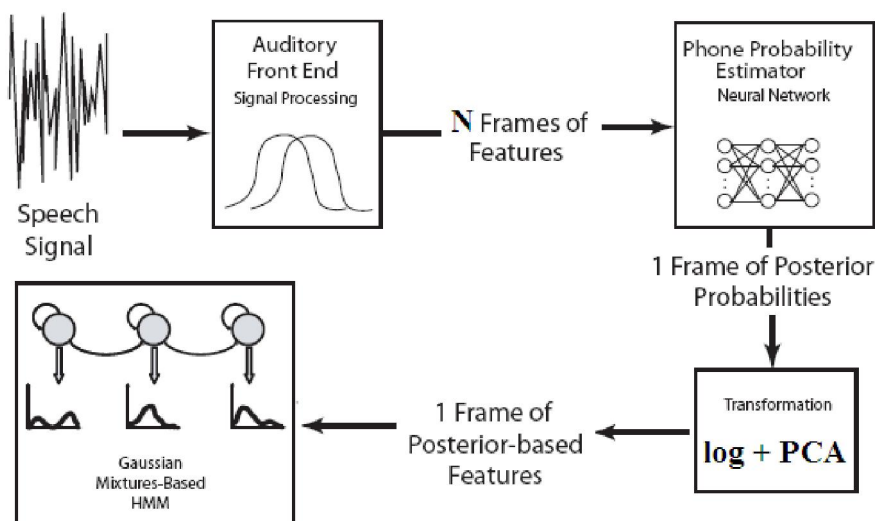 Speech
Signal
Auditory
Front End
Signal Processing
N Frames of
Features
Phone Probability
Estimator
Neural Network
1 Frame of Posterior
Probabilities
Transformation
log + PCA
1 Frame of
Posterior-based
Features
Gaussian
Mixtures-Based
HMM